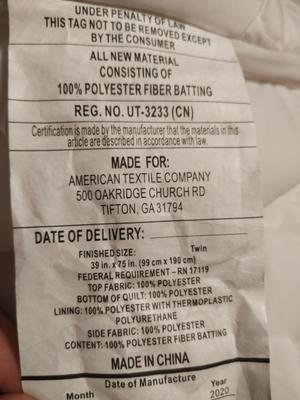 UNDER PENALTY OF LAW
THIS TAG NOT TO BE REMOVED EXCEPT
BY THE CONSUMER
ALL NEW MATERIAL
CONSISTING OF
100% POLYESTER FIBER BATTING
REG. NO. UT-3233 (CN)
Certification is made by the manufacturer that the materials in this
article are described in accordance with law.
MADE FOR:
AMERICAN TEXTILE COMPANY
500 OAKRIDGE CHURCH RD
TIFTON, GA 31794
DATE OF DELIVERY:
FINISHED SIZE: Twin
39 in. x 75 in. (99 cm x 190 cm)
FEDERAL REQUIREMENT – RN 17119
TOP FABRIC: 100% POLYESTER
BOTTOM OF QUILT: 100% POLYESTER
LINING: 100% POLYESTER WITH THERMOPLASTIC
POLYURETHANE
SIDE FABRIC: 100% POLYESTER
CONTENT: 100% POLYESTER FIBER BATTING
MADE IN CHINA
Date of Manufacture
Month Year
2020